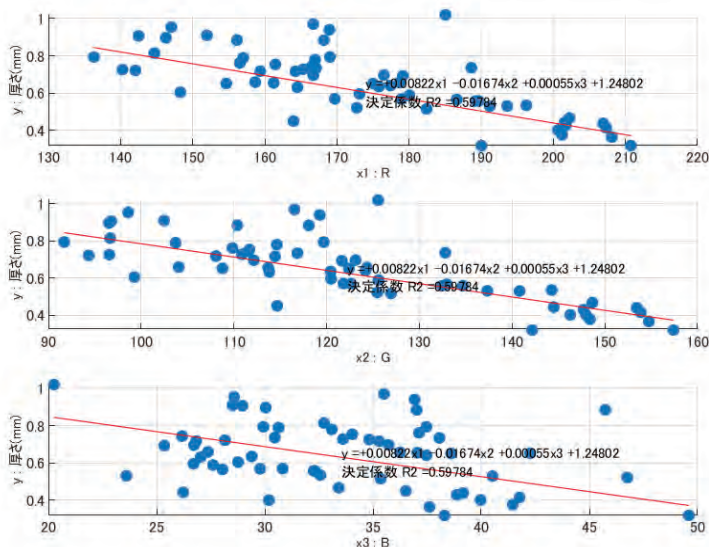 1
0.8
0.6
0.4
y : 厚さ(mm)
y =+0.00822x1 −0.01674x2 +0.00055x3 +1.24802
決定係数 R2 =0.59784
130 140 150 160 170 180 190 200 210 220
x1 : R
1
0.8
0.6
0.4
y : 厚さ(mm)
y =+0.00822x1 −0.01674x2 +0.00055x3 +1.24802
決定係数 R2 =0.59784
90 100 110 120 130 140 150 160
x2 : G
1
0.8
0.6
0.4
y : 厚さ(mm)
y =+0.00822x1 −0.01674x2 +0.00055x3 +1.24802
決定係数 R2 =0.59784
20 25 30 35 40 45 50
x3 : B